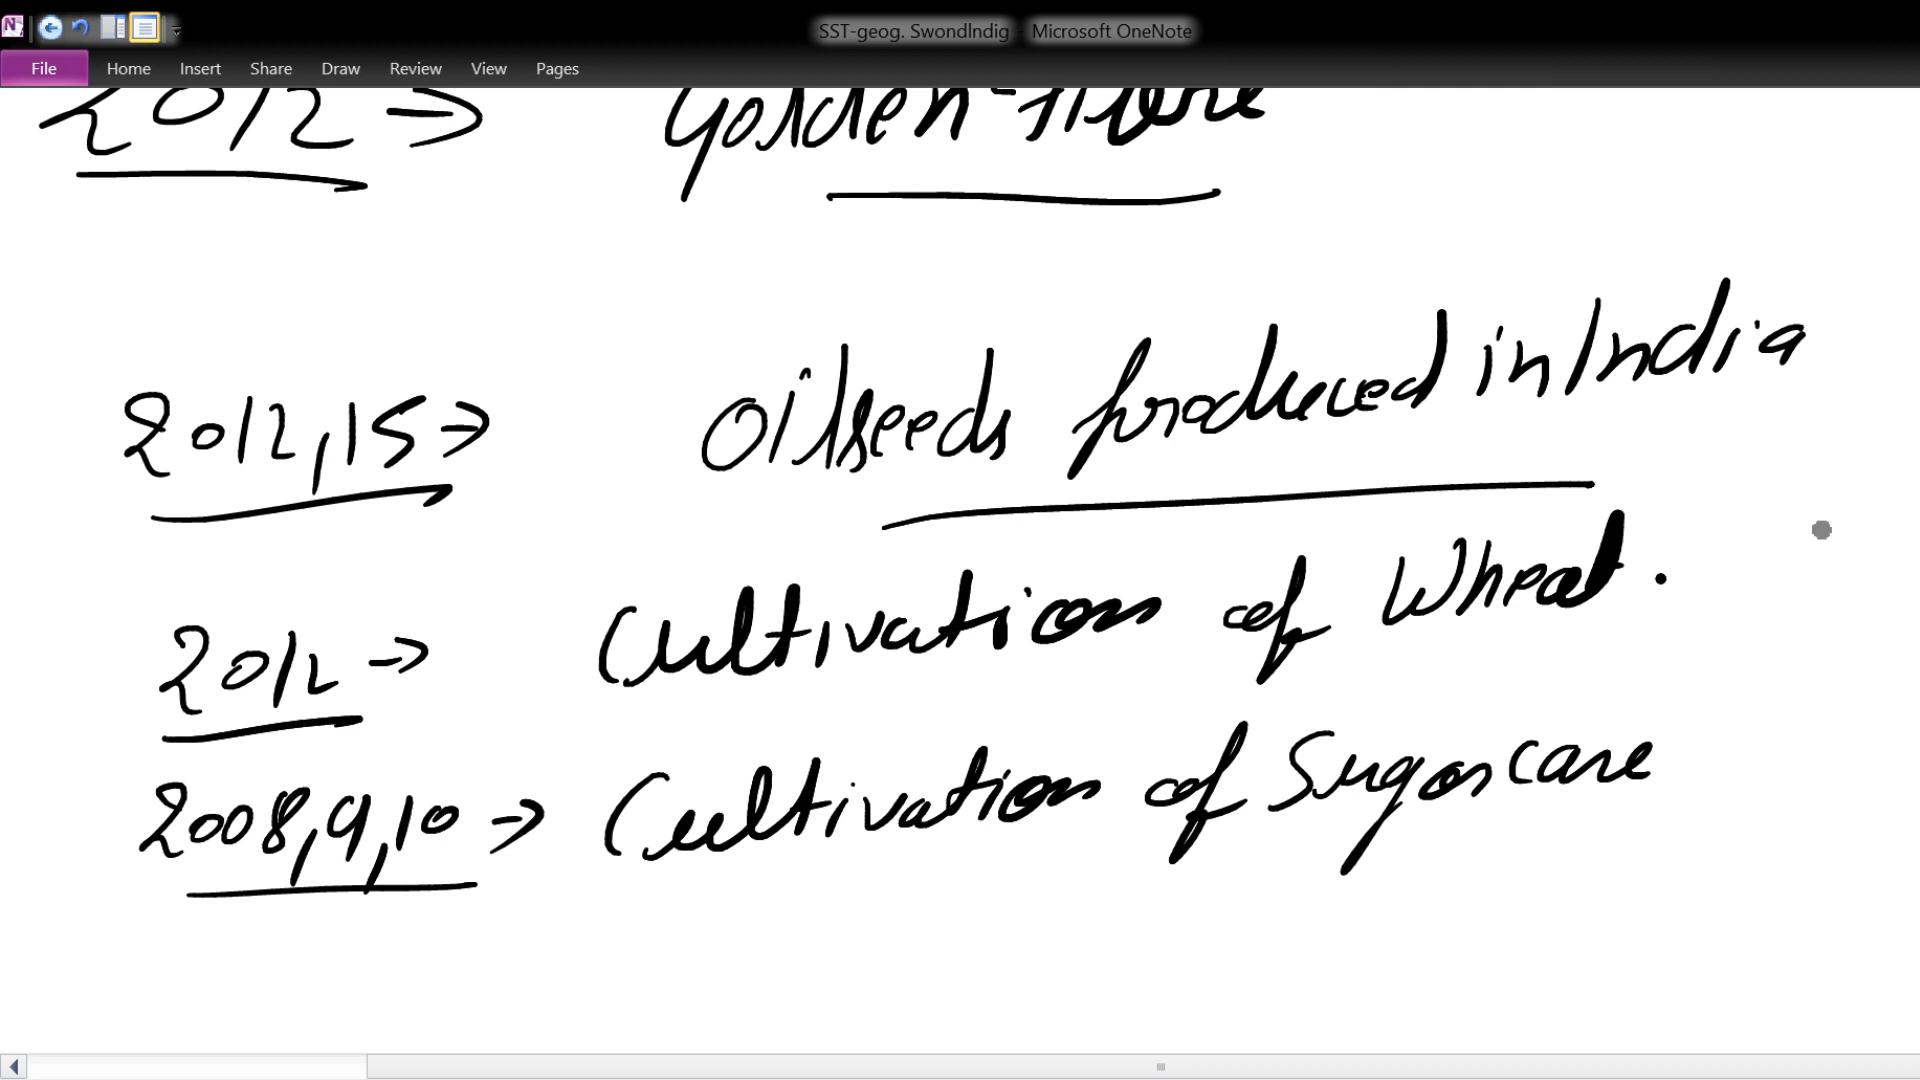 SST-geog. SwondIndig - Microsoft OneNote
File Home Insert Share Draw Review View Pages
2012 → Golden-fibre
2012,15 → Oilseeds produced in India
2012 → Cultivation of Wheat.
2008,9,10 → Cultivation of Sugarcane